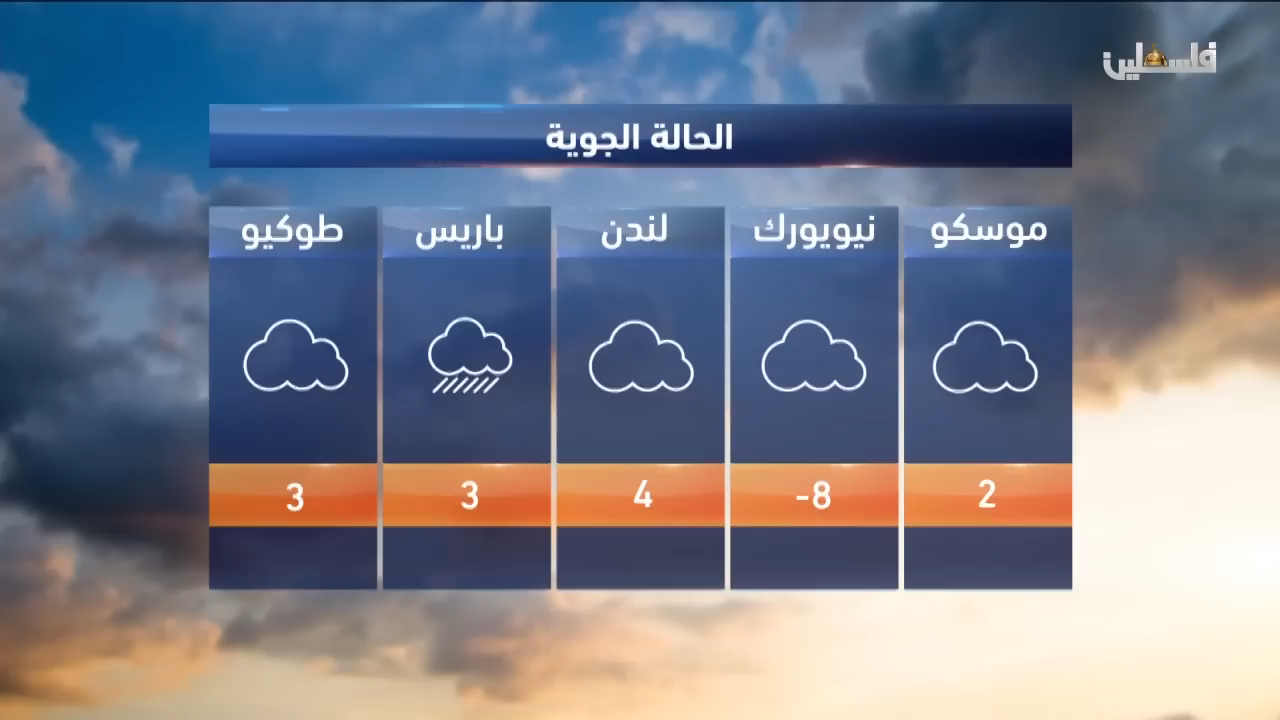 فلسطين
الحالة الجوية
موسكو
نيويورك
لندن
باريس
طوكيو
2
-8
4
3
3